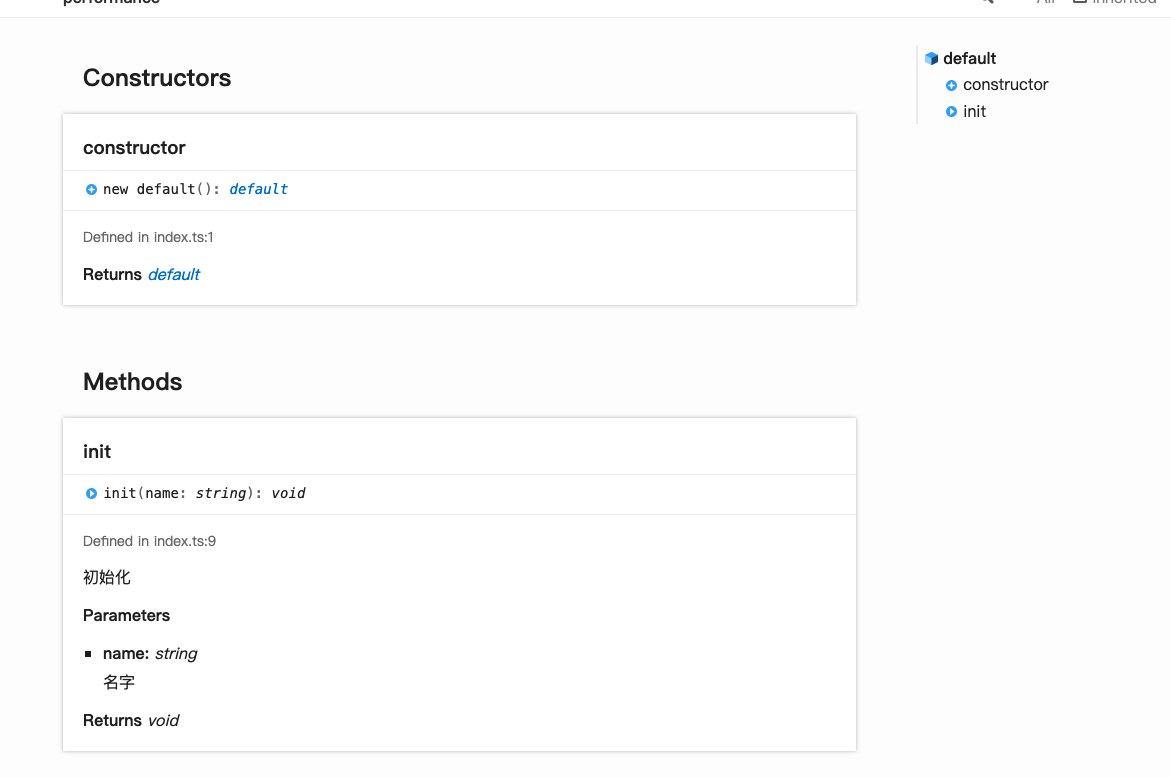 performance
All
Inherited
default
constructor
init
Constructors
constructor
new default(): default
Defined in index.ts:1
Returns default
Methods
init
init(name: string): void
Defined in index.ts:9
初始化
Parameters
name: string
名字
Returns void